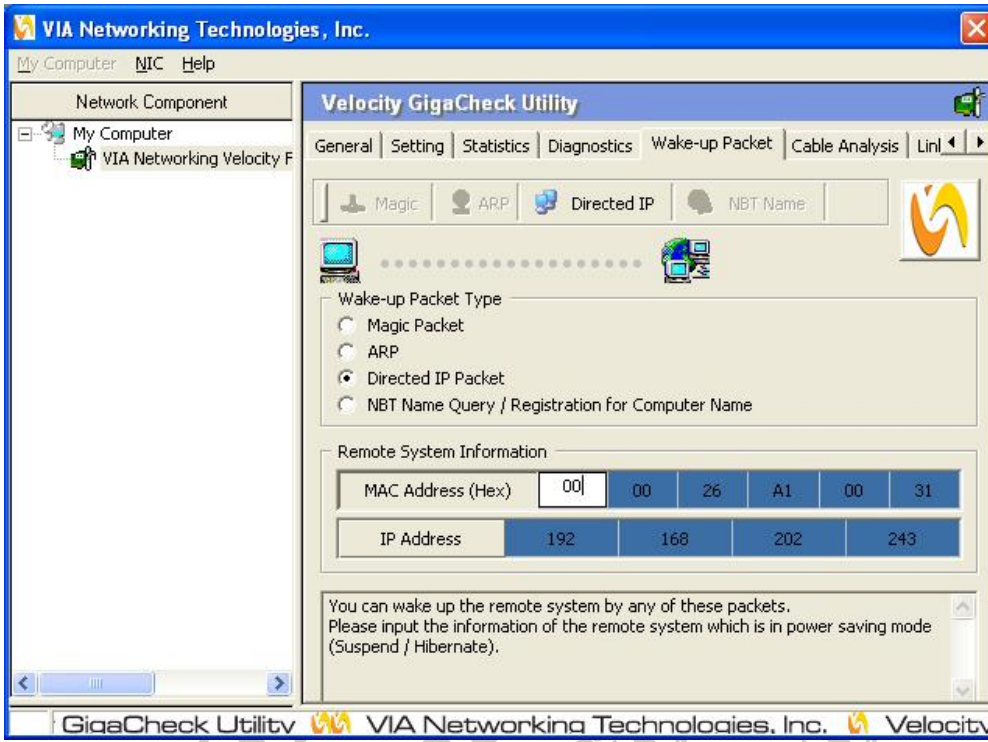 VIA Networking Technologies, Inc.
My Computer NIC Help
Network Component
My Computer
VIA Networking Velocity F
Velocity GigaCheck Utility
General Setting Statistics Diagnostics Wake-up Packet Cable Analysis Linl
Magic ARP Directed IP NBT Name
Wake-up Packet Type
Magic Packet
ARP
Directed IP Packet
NBT Name Query / Registration for Computer Name
Remote System Information
MAC Address (Hex) 00 00 26 A1 00 31
IP Address 192 168 202 243
You can wake up the remote system by any of these packets.
Please input the information of the remote system which is in power saving mode
(Suspend / Hibernate).
GigaCheck Utility VIA Networking Technologies, Inc. Velocity